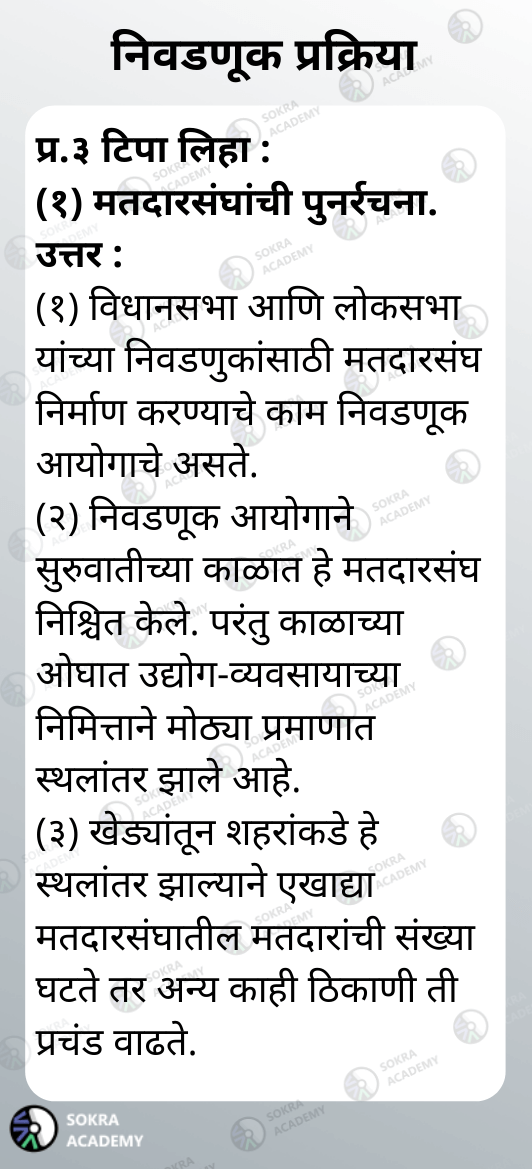 निवडणूक प्रक्रिया
प्र.३ टिपा लिहा :
(१) मतदारसंघांची पुनर्रचना.
उत्तर :
(१) विधानसभा आणि लोकसभा
यांच्या निवडणुकांसाठी मतदारसंघ
निर्माण करण्याचे काम निवडणूक
आयोगाचे असते.
(२) निवडणूक आयोगाने
सुरुवातीच्या काळात हे मतदारसंघ
निश्चित केले. परंतु काळाच्या
ओघात उद्योग-व्यवसायाच्या
निमित्ताने मोठ्या प्रमाणात
स्थलांतर झाले आहे.
(३) खेड्यांतून शहरांकडे हे
स्थलांतर झाल्याने एखाद्या
मतदारसंघातील मतदारांची संख्या
घटते तर अन्य काही ठिकाणी ती
प्रचंड वाढते.
SOKRA
ACADEMY